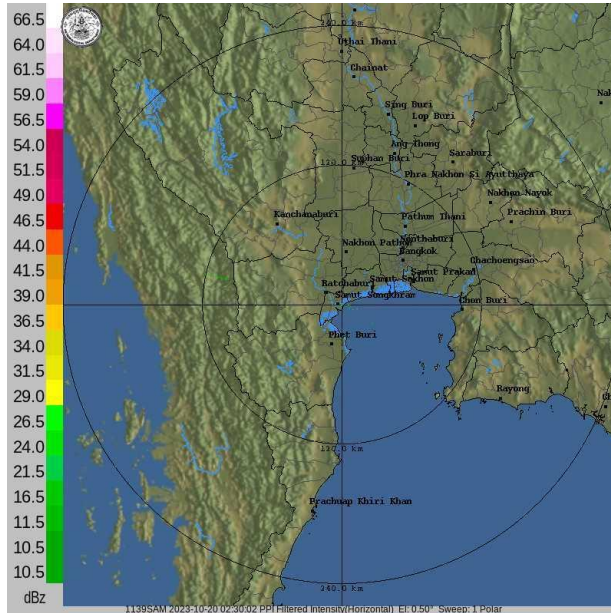 66.5
64.0
61.5
59.0
56.5
54.0
51.5
49.0
46.5
44.0
41.5
39.0
36.5
34.0
31.5
29.0
26.5
24.0
21.5
16.5
11.5
10.5
dBz
240.0 km
Uthai Thani
Chainat
Sing Buri
Lop Buri
Ang Thong
Saraburi
Suphan Buri
120.0 km
Phra Nakhon Si Ayutthaya
Nakhon Nayok
Kanchanaburi
Pathum Thani
Prachin Buri
Nonthaburi
Nakhon Pathom
Bangkok
Chachoengsao
Samut Prakan
Samut Sakhon
Ratchaburi
Samut Songkhram
Chon Buri
Phet Buri
Rayong
120.0 km
Prachuap Khiri Khan
240.0 km
1139SAM 2023-10-20 02:30:02 PPI Filtered Intensity(Horizontal) El: 0.50° Sweep: 1 Polar